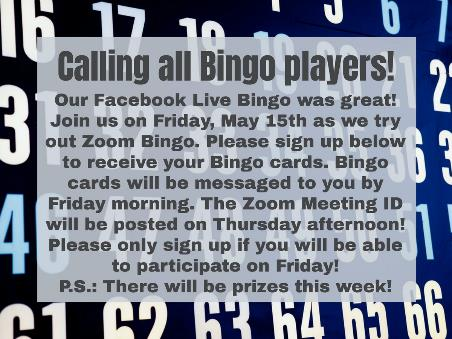 16
6
Calling all Bingo players!
Our Facebook Live Bingo was great!
Join us on Friday, May 15th as we try
out Zoom Bingo. Please sign up below
to receive your Bingo cards. Bingo
cards will be messaged to you by
Friday morning. The Zoom Meeting ID
will be posted on Thursday afternoon!
Please only sign up if you will be able
to participate on Friday!
P.S.: There will be prizes this week!
61 62 63 64 65 66